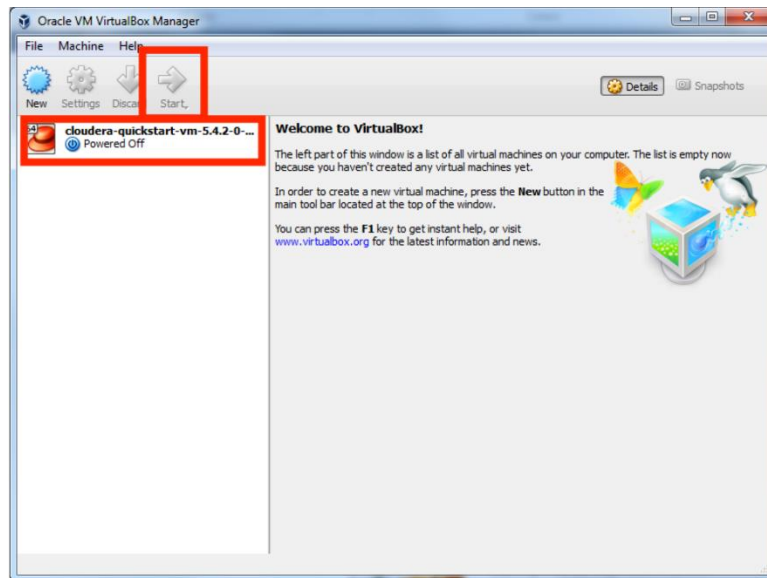 Oracle VM VirtualBox Manager
File Machine Help
New Settings Start,
Details Snapshots
cloudera-quickstart-vm-5.4.2-0-...
Powered Off
Welcome to VirtualBox!
The left part of this window is a list of all virtual machines on your computer. The list is empty now
because you haven't created any virtual machines yet.
In order to create a new virtual machine, press the New button in the
main tool bar located at the top of the window.
You can press the F1 key to get instant help, or visit
www.virtualbox.org for the latest information and news.